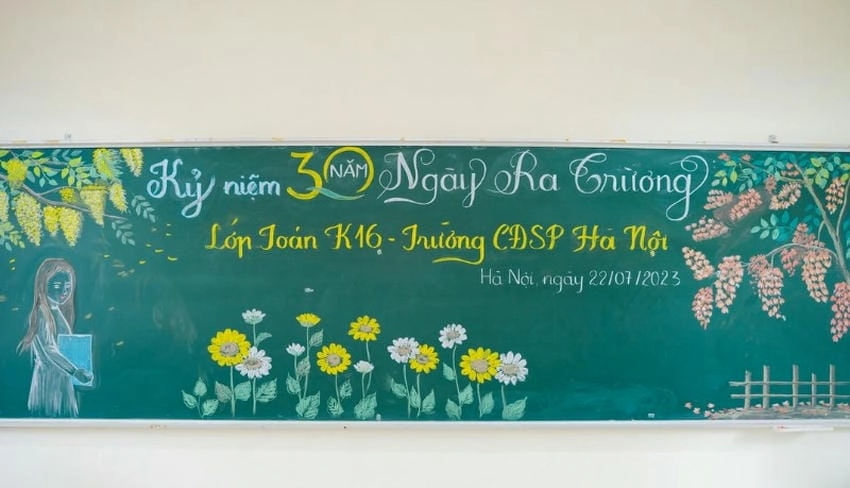 Kỷ niệm 30 NĂM Ngày Ra Trường
Lớp Toán K16 - Trường CĐSP Hà Nội
Hà Nội, ngày 22/07/2023